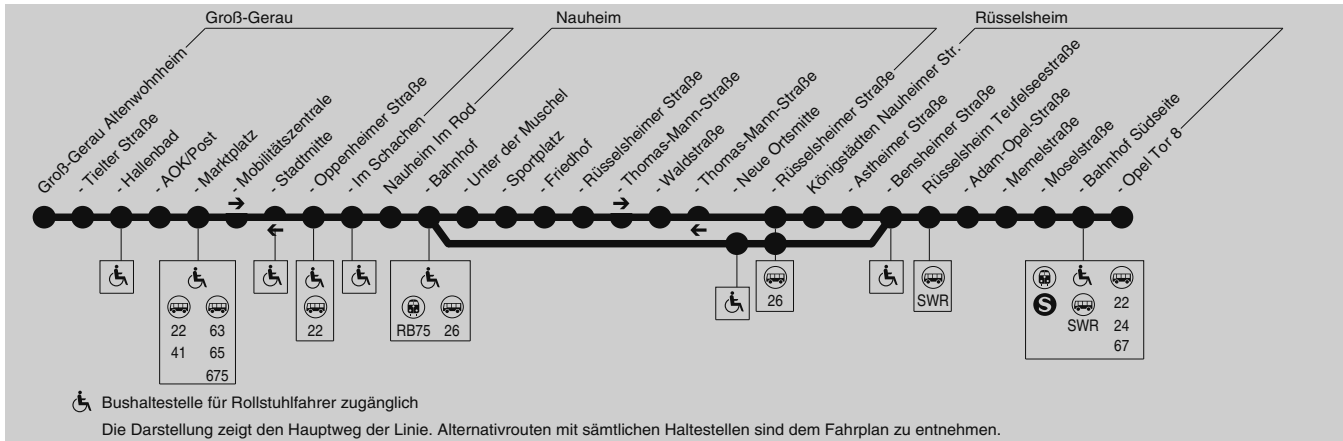 Groß-Gerau
Nauheim
Rüsselsheim
Groß-Gerau Altenwohnheim
- Tielter Straße
- Hallenbad
- AOK/Post
- Marktplatz
- Mobilitätszentrale
- Stadtmitte
- Oppenheimer Straße
- Im Schachen
Nauheim Im Rod
- Bahnhof
- Unter der Muschel
- Sportplatz
- Friedhof
- Rüsselsheimer Straße
- Thomas-Mann-Straße
- Waldstraße
- Thomas-Mann-Straße
- Neue Ortsmitte
- Rüsselsheimer Straße
Königstädten Nauheimer Str.
- Astheimer Straße
- Bensheimer Straße
Rüsselsheim Teufelseestraße
- Adam-Opel-Straße
- Memelstraße
- Moselstraße
- Bahnhof Südseite
- Opel Tor 8
22 63
41 65
675
22
RB75 26
26
SWR
S
22
SWR 24
67
Bushaltestelle für Rollstuhlfahrer zugänglich
Die Darstellung zeigt den Hauptweg der Linie. Alternativrouten mit sämtlichen Haltestellen sind dem Fahrplan zu entnehmen.